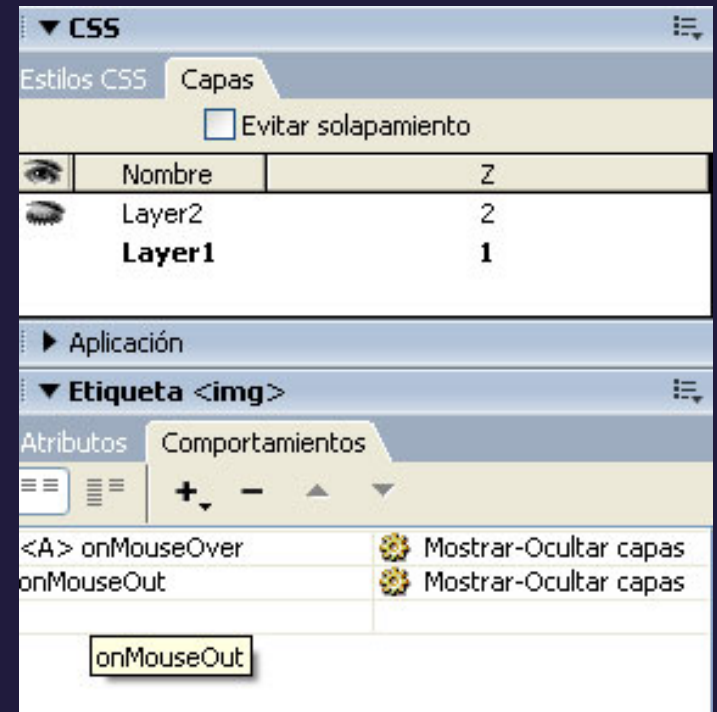 CSS
Estilos CSS Capas
Evitar solapamiento
Nombre Z
Layer2 2
Layer1 1
Aplicación
Etiqueta <img>
Atributos Comportamientos
<A> onMouseOver Mostrar-Ocultar capas
onMouseOut Mostrar-Ocultar capas
onMouseOut